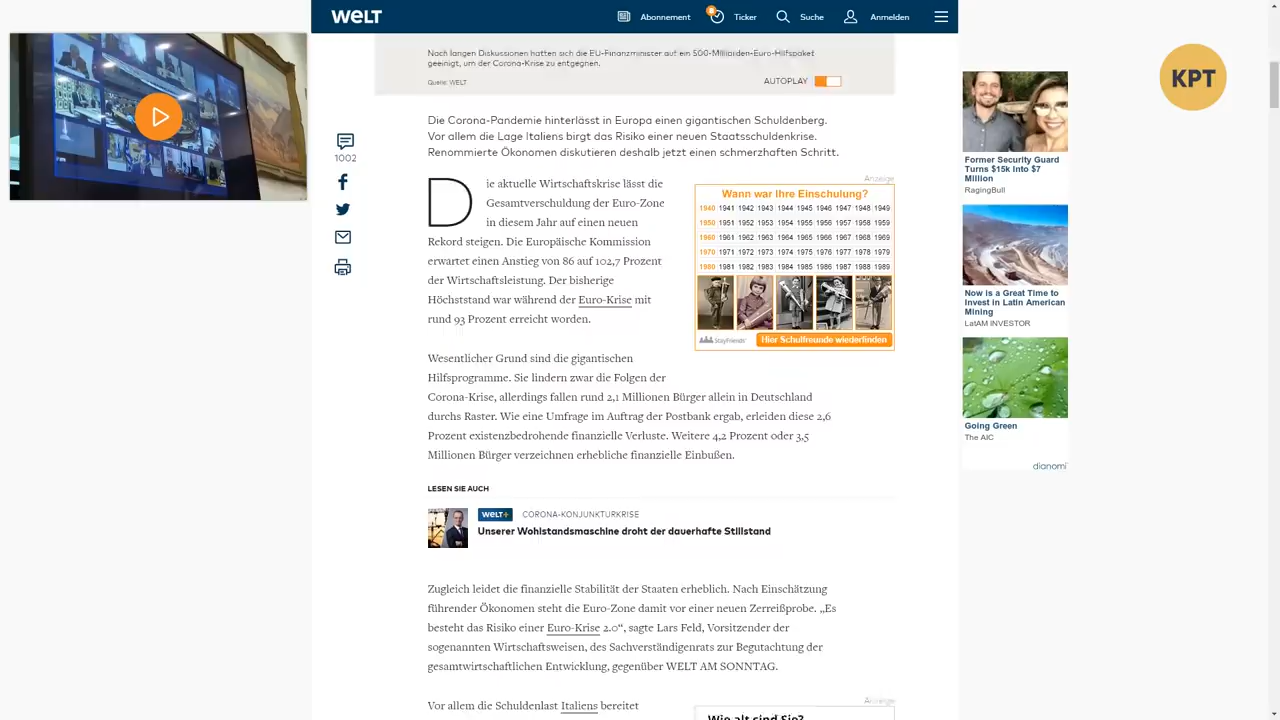 WELT
Abonnement
8
Ticker
Suche
Anmelden
Nach langen Diskussionen hatten sich die EU-Finanzminister auf ein 500-Milliarden-Euro-Hilfspaket
geeinigt, um der Corona-Krise zu entgegnen.
Quelle: WELT
AUTOPLAY
KPT
Die Corona-Pandemie hinterlässt in Europa einen gigantischen Schuldenberg.
Vor allem die Lage Italiens birgt das Risiko einer neuen Staatsschuldenkrise.
Renommierte Ökonomen diskutieren deshalb jetzt einen schmerzhaften Schritt.
1002
Die aktuelle Wirtschaftskrise lässt die
Gesamtverschuldung der Euro-Zone
in diesem Jahr auf einen neuen
Rekord steigen. Die Europäische Kommission
erwartet einen Anstieg von 86 auf 102,7 Prozent
der Wirtschaftsleistung. Der bisherige
Höchststand war während der Euro-Krise mit
rund 93 Prozent erreicht worden.
Anzeige
Wann war Ihre Einschulung?
1940 1941 1942 1943 1944 1945 1946 1947 1948 1949
1950 1951 1952 1953 1954 1955 1956 1957 1958 1959
1960 1961 1962 1963 1964 1965 1966 1967 1968 1969
1970 1971 1972 1973 1974 1975 1976 1977 1978 1979
1980 1981 1982 1983 1984 1985 1986 1987 1988 1989
StayFriends
Hier Schulfreunde wiederfinden
Wesentlicher Grund sind die gigantischen
Hilfsprogramme. Sie lindern zwar die Folgen der
Corona-Krise, allerdings fallen rund 2,1 Millionen Bürger allein in Deutschland
durchs Raster. Wie eine Umfrage im Auftrag der Postbank ergab, erleiden diese 2,6
Prozent existenzbedrohende finanzielle Verluste. Weitere 4,2 Prozent oder 3,5
Millionen Bürger verzeichnen erhebliche finanzielle Einbußen.
LESEN SIE AUCH
WELT+ CORONA-KONJUNKTURKRISE
Unserer Wohlstandsmaschine droht der dauerhafte Stillstand
Zugleich leidet die finanzielle Stabilität der Staaten erheblich. Nach Einschätzung
führender Ökonomen steht die Euro-Zone damit vor einer neuen Zerreißprobe. „Es
besteht das Risiko einer Euro-Krise 2.0“, sagte Lars Feld, Vorsitzender der
sogenannten Wirtschaftsweisen, des Sachverständigenrats zur Begutachtung der
gesamtwirtschaftlichen Entwicklung, gegenüber WELT AM SONNTAG.
Vor allem die Schuldenlast Italiens bereitet
Anzeige
Wie alt sind Sie?
Former Security Guard
Turns $15k Into $7
Million
RagingBull
Now is a Great Time to
Invest in Latin American
Mining
LatAM INVESTOR
Going Green
The AIC
dianomi